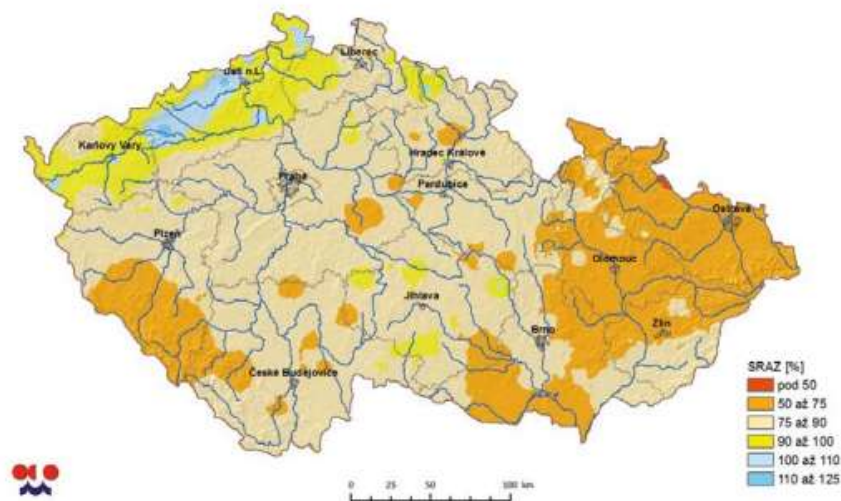 Liberec
Ústí n.L.
Karlovy Vary
Hradec Králové
Praha
Pardubice
Ostrava
Plzeň
Olomouc
Jihlava
Brno
Zlín
České Budějovice
SRAZ [%]
pod 50
50 až 75
75 až 90
90 až 100
100 až 110
110 až 125
0 25 50 100 km